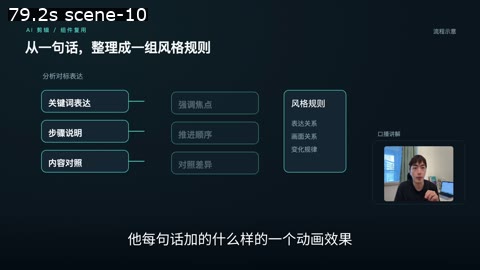 79.2s scene-10
AI 剪辑 / 组件复用
从一句话，整理成一组风格规则
流程示意
分析对标表达
关键词表达
步骤说明
内容对照
强调焦点
推进顺序
对照差异
风格规则
表达关系
画面关系
变化规律
口播讲解
他每句话加的什么样的一个动画效果